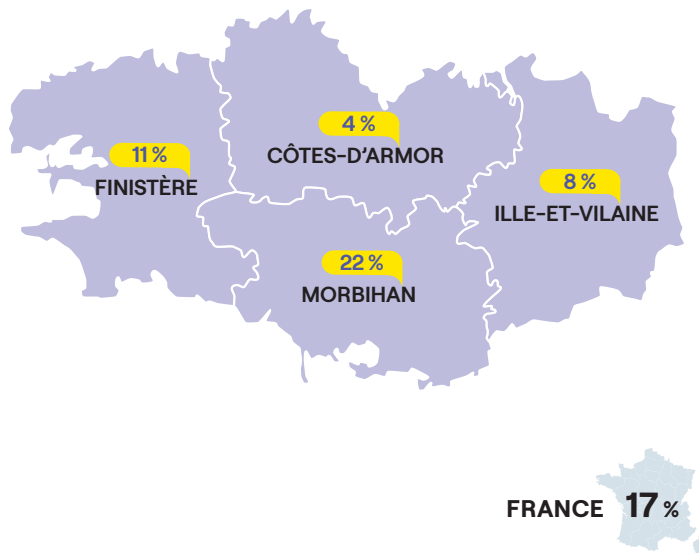 4 %
CÔTES-D'ARMOR
11 %
FINISTÈRE
8 %
ILLE-ET-VILAINE
22 %
MORBIHAN
FRANCE 17 %